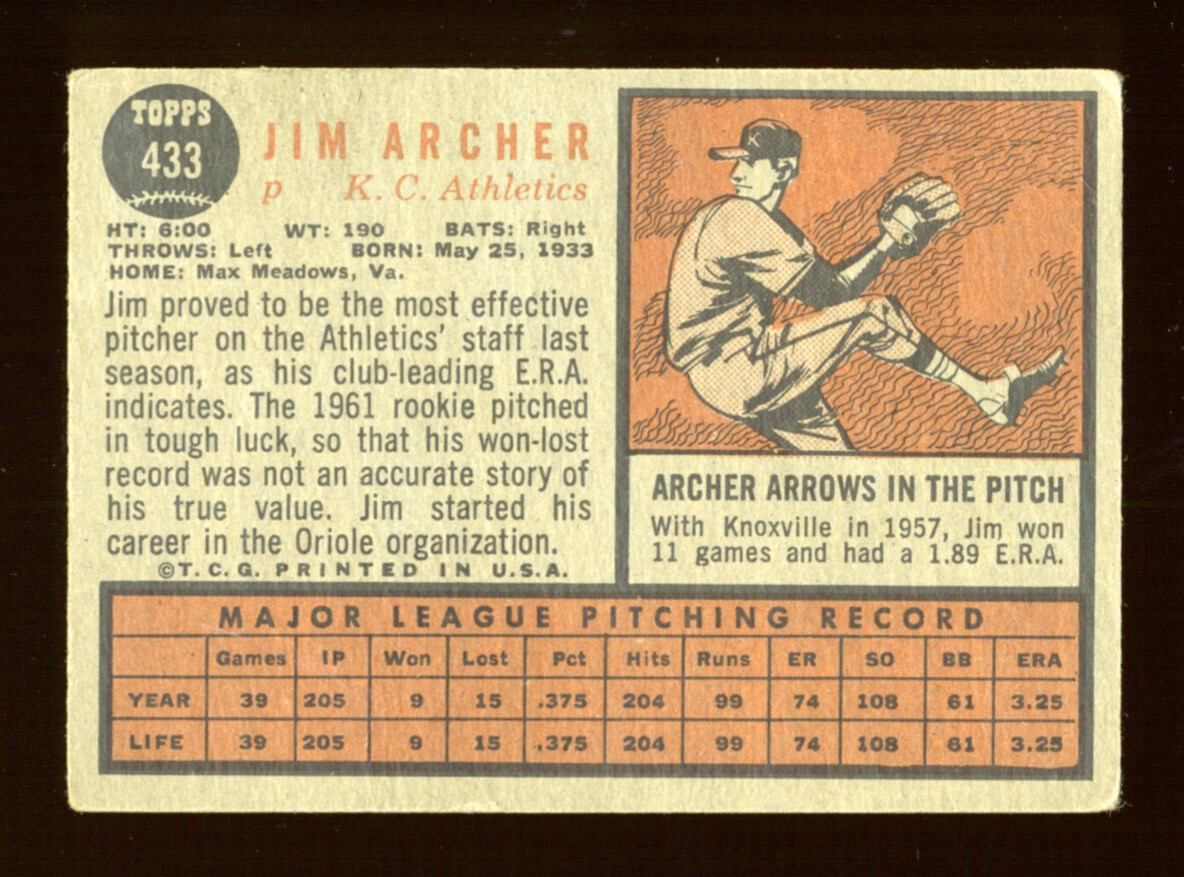 TOPPS
433
JIM ARCHER
p K. C. Athletics
HT: 6:00 WT: 190 BATS: Right
THROWS: Left BORN: May 25, 1933
HOME: Max Meadows, Va.
Jim proved to be the most effective
pitcher on the Athletics' staff last
season, as his club-leading E.R.A.
indicates. The 1961 rookie pitched
in tough luck, so that his won-lost
record was not an accurate story of
his true value. Jim started his
career in the Oriole organization.
©T.C.G. PRINTED IN U.S.A.
K
ARCHER ARROWS IN THE PITCH
With Knoxville in 1957, Jim won
11 games and had a 1.89 E.R.A.
MAJOR LEAGUE PITCHING RECORD
Games IP Won Lost Pct Hits Runs ER SO BB ERA
YEAR 39 205 9 15 .375 204 99 74 108 61 3.25
LIFE 39 205 9 15 .375 204 99 74 108 61 3.25